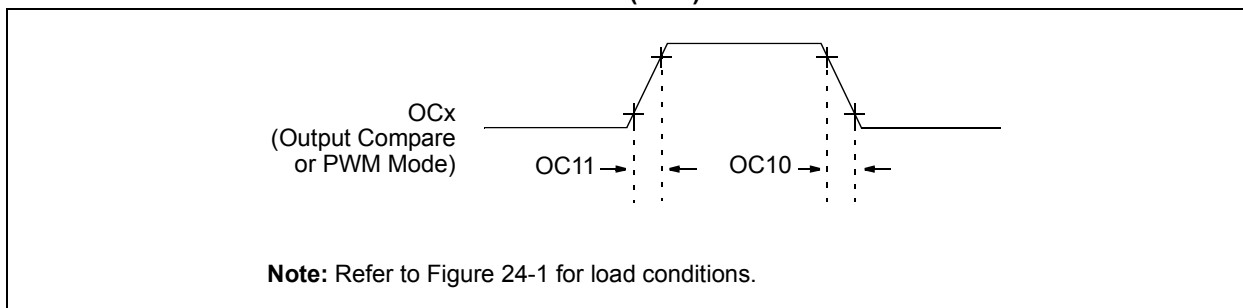 OCx
(Output Compare
or PWM Mode)
OC11
OC10
Note: Refer to Figure 24-1 for load conditions.